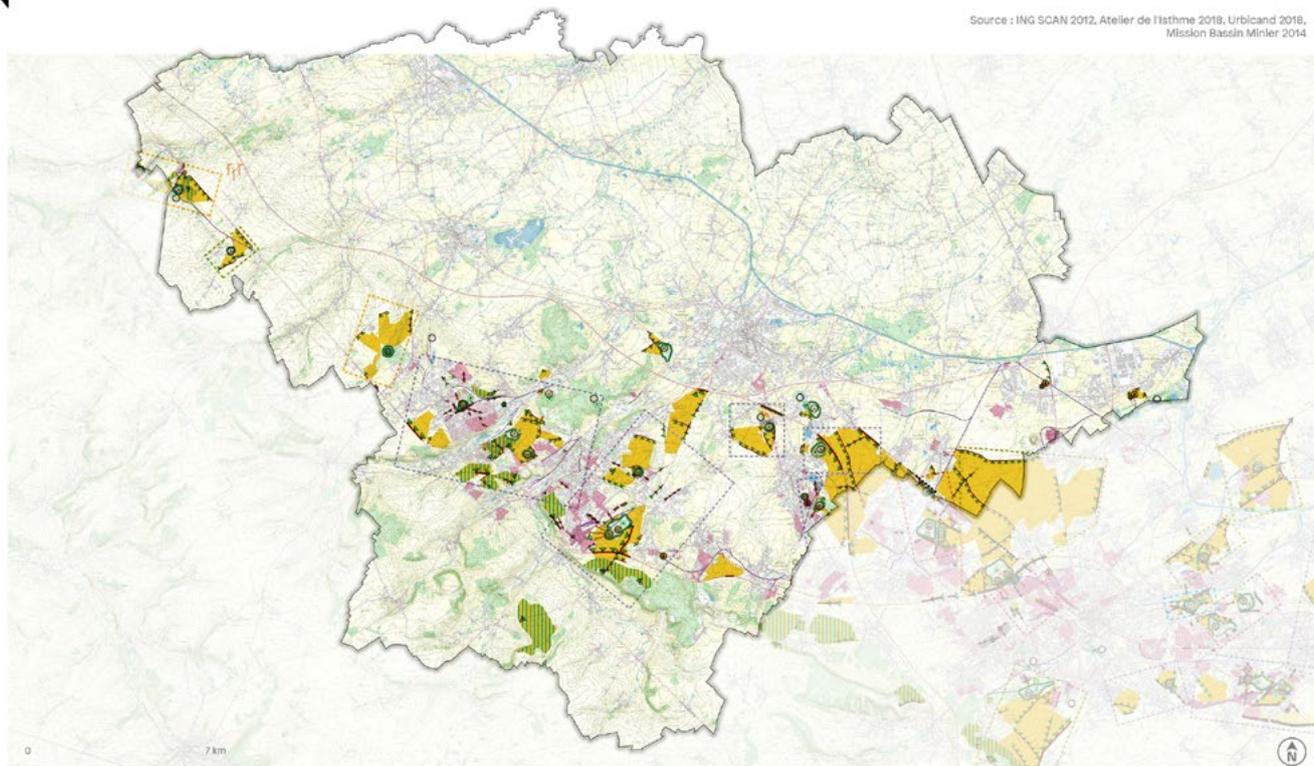 Source : ING SCAN 2012, Atelier de l'Isthme 2018, Urbicand 2018,
Mission Bassin Minier 2014
0 7 km
N